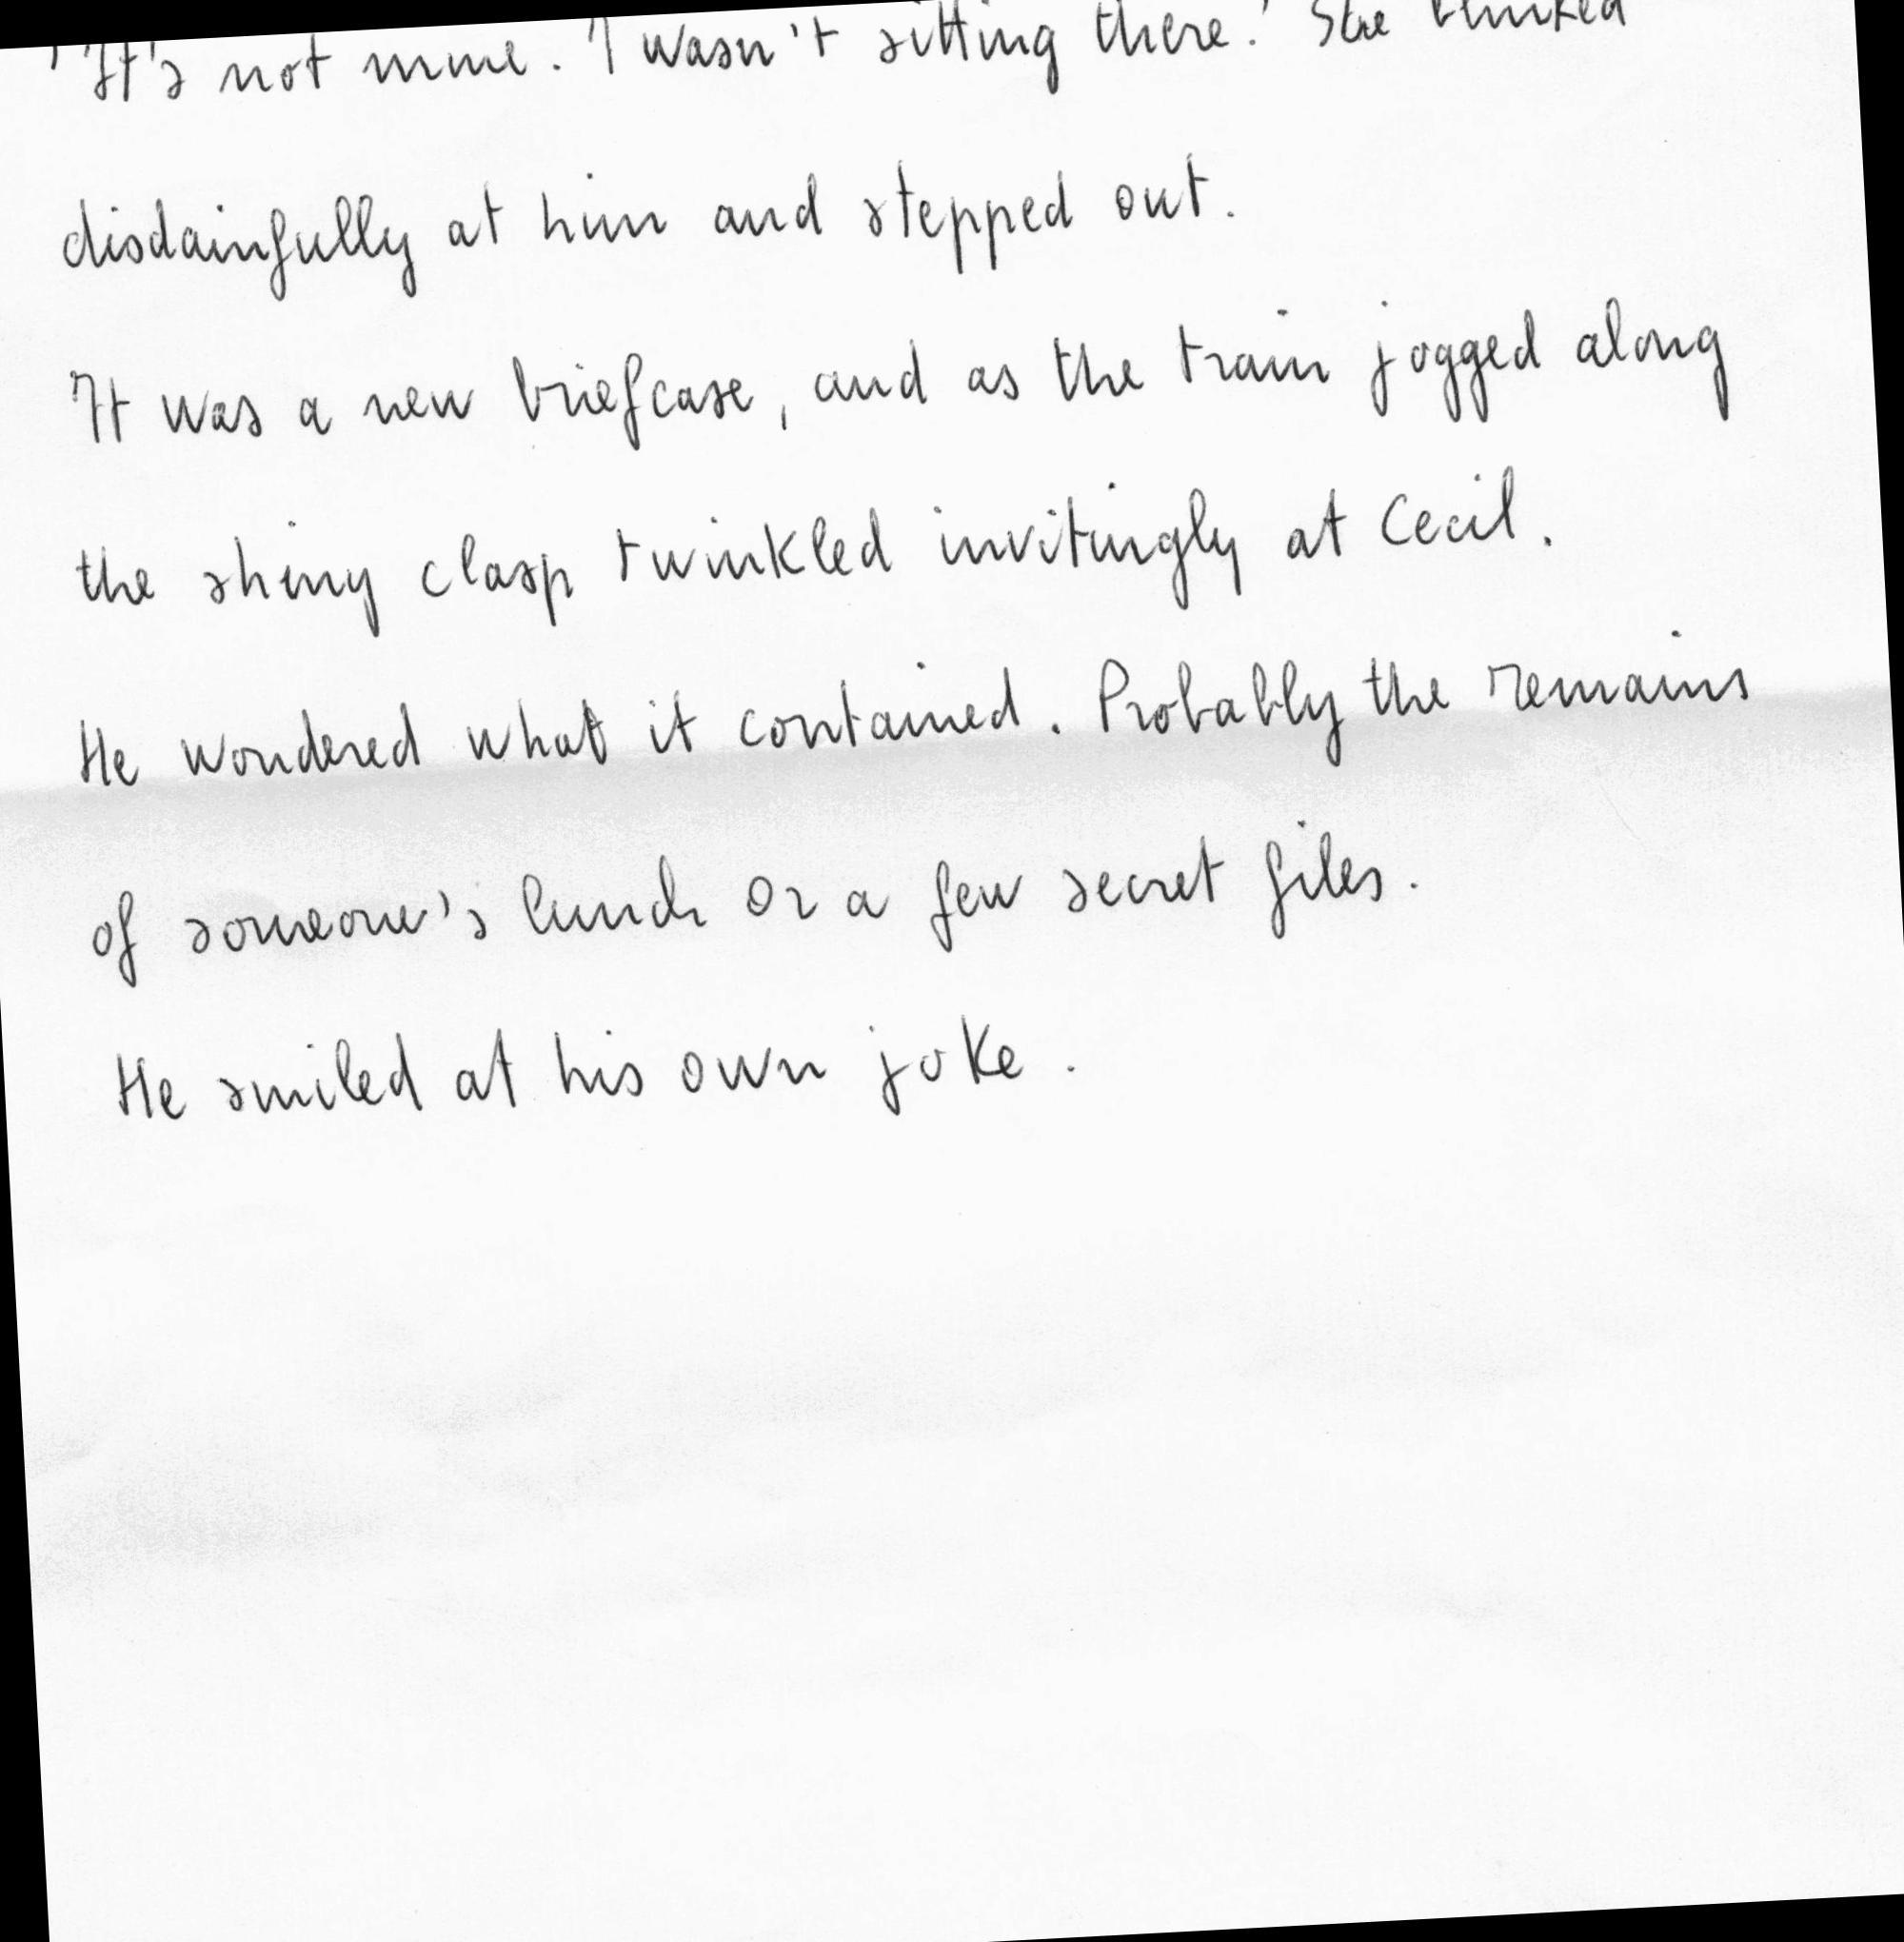 'It's not mine. I wasn't sitting there.' She blinked
disdainfully at him and stepped out.
It was a new briefcase, and as the train jogged along
the shiny clasp twinkled invitingly at Cecil.
He wondered what it contained. Probably the remains
of someone's lunch or a few secret files.
He smiled at his own joke.